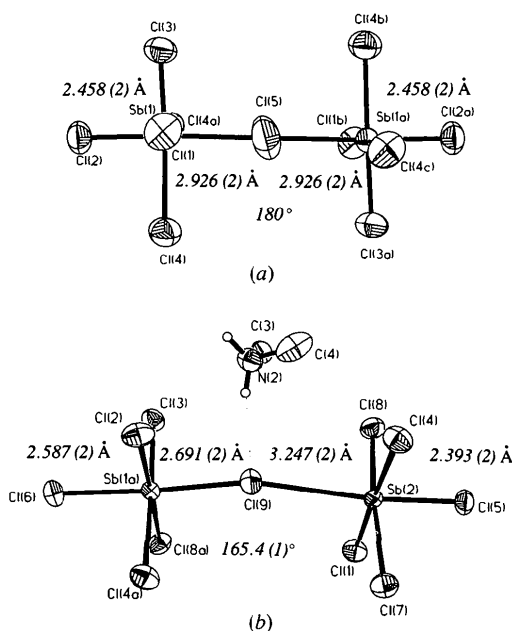 Cl(3)
Cl(4b)
2.458 (2) Å
2.458 (2) Å
Sb(1)
Cl(4a)
Cl(5)
Cl(1b)
Sb(1a)
Cl(2a)
Cl(2)
Cl(1)
Cl(4c)
2.926 (2) Å
2.926 (2) Å
180°
Cl(4)
Cl(3a)
(a)
C(3)
C(4)
N(2)
Cl(2)
Cl(3)
Cl(8)
Cl(4)
2.587 (2) Å
2.691 (2) Å
3.247 (2) Å
2.393 (2) Å
Sb(1a)
Cl(6)
Cl(9)
Sb(2)
Cl(5)
Cl(8a)
165.4 (1)°
Cl(1)
Cl(4a)
Cl(7)
(b)